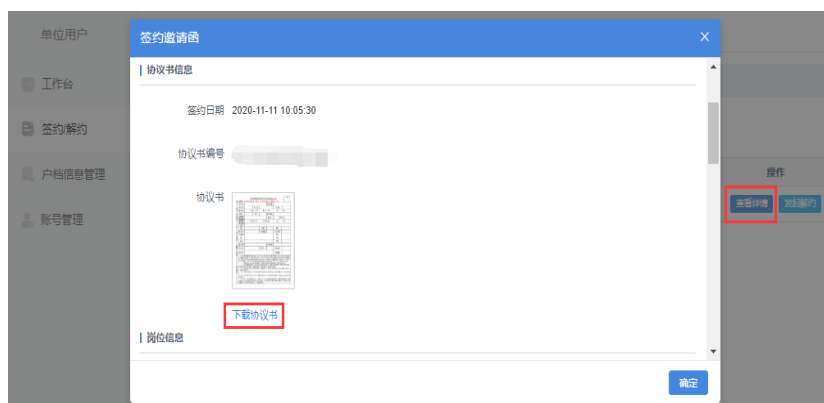 单位用户
签约邀请函
工作台
签约/解约
户档信息管理
账号管理
协议书信息
签约日期 2020-11-11 10:05:30
协议书编号
协议书
下载协议书
岗位信息
确定
操作
查看详情 发起解约